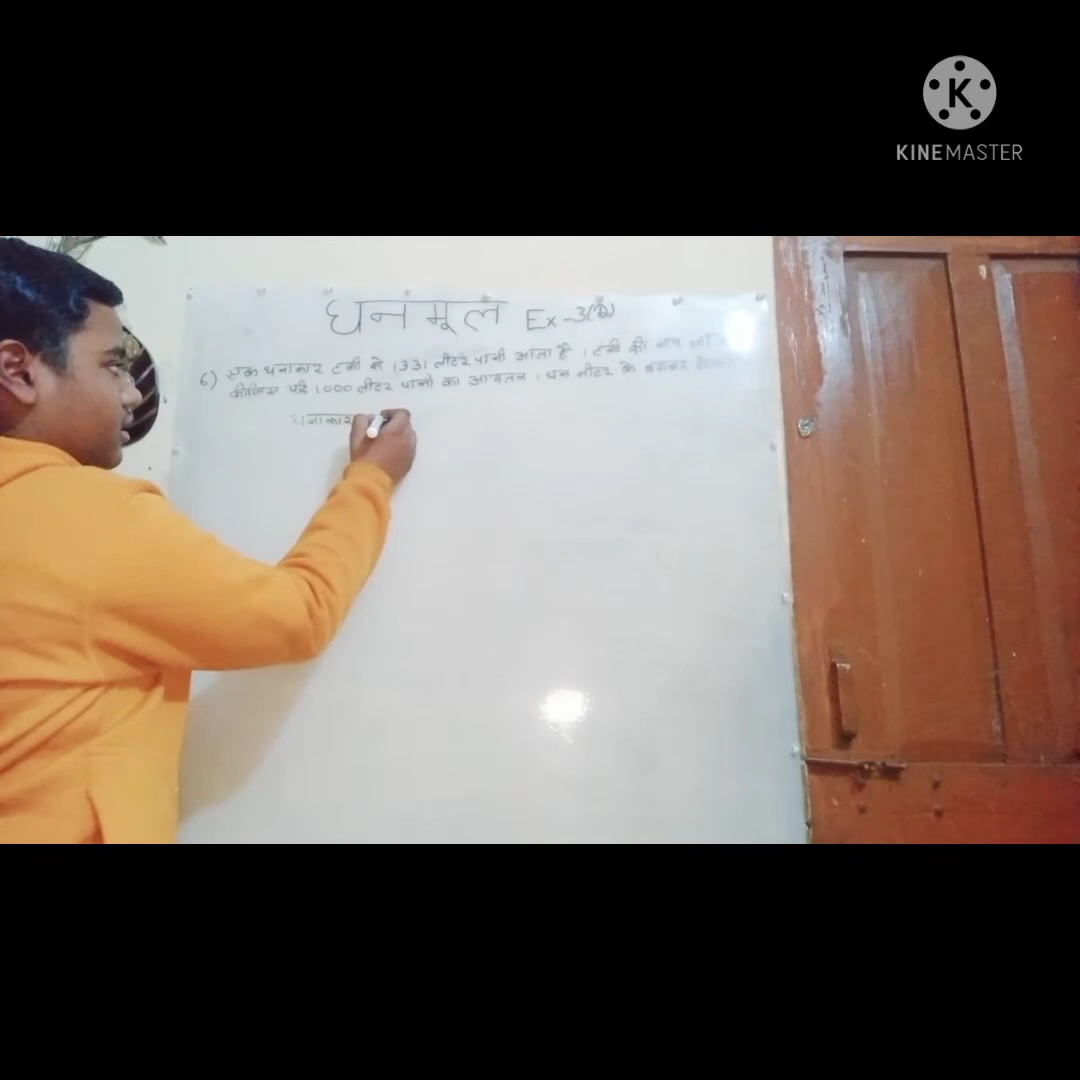 KINEMASTER
घनमूल Ex-3(b)
6) एक घनाकार टंकी मे 1331 लीटर पानी आता है । टंकी की माप
कीजिए यदि 1000 लीटर पानी का आयतन 1 घन मीटर के बराबर
घनाकार